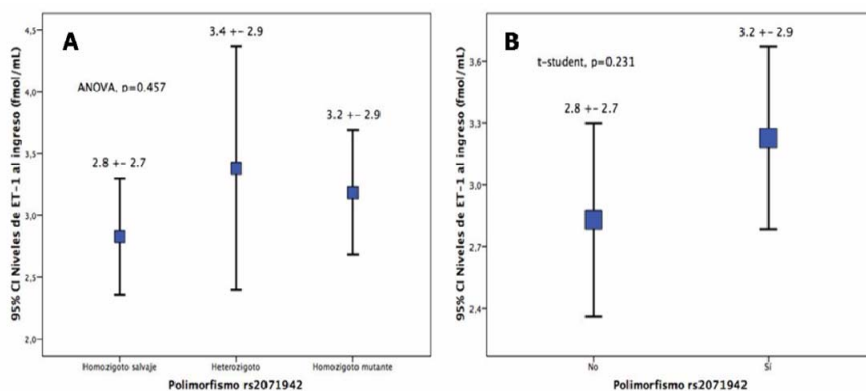 A
3.4 +- 2.9
ANOVA, p=0.457
3.2 +- 2.9
2.8 +- 2.7
95% CI Niveles de ET-1 al ingreso (fmol/mL)
4,5
4,0
3,5
3,0
2,5
2,0
Homozigoto salvaje Heterozigoto Homozigoto mutante
Polimorfismo rs2071942
B
3.2 +- 2.9
t-student, p=0.231
2.8 +- 2.7
95% CI Niveles de ET-1 al ingreso (fmol/mL)
3,6
3,3
3,0
2,7
2,4
No Sí
Polimorfismo rs2071942